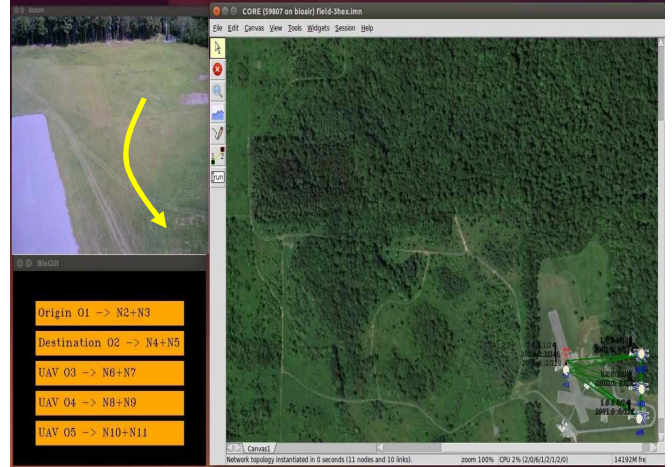 CORE (59807 on bioair) field-3hex.imn
File Edit Canvas View Tools Widgets Session Help
run
BioGUI
Origin O1 -> N2+N3
Destination O2 -> N4+N5
UAV O3 -> N6+N7
UAV O4 -> N8+N9
UAV O5 -> N10+N11
Canvas1
Network topology instantiated in 0 seconds (11 nodes and 10 links).
zoom 100%
CPU 2% (2/0/6/1/2/1/2/0)
14192M fre